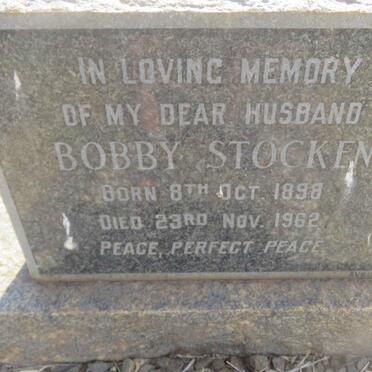 IN LOVING MEMORY
OF MY DEAR HUSBAND
BOBBY STOCKEN
BORN 8TH OCT. 1898
DIED 23RD NOV. 1962
PEACE, PERFECT PEACE